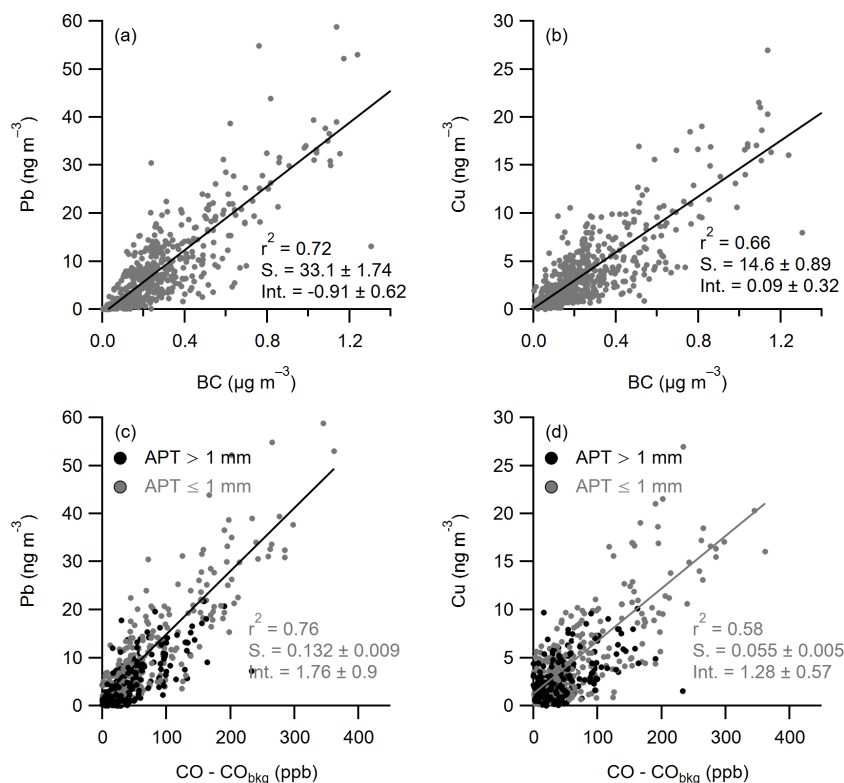 60
50
40
30
20
10
0
Pb (ng m⁻³)
(a)
r² = 0.72
S. = 33.1 ± 1.74
Int. = -0.91 ± 0.62
0.0 0.4 0.8 1.2
BC (µg m⁻³)
30
25
20
15
10
5
0
Cu (ng m⁻³)
(b)
r² = 0.66
S. = 14.6 ± 0.89
Int. = 0.09 ± 0.32
0.0 0.4 0.8 1.2
BC (µg m⁻³)
60
50
40
30
20
10
0
Pb (ng m⁻³)
(c)
APT > 1 mm
APT ≤ 1 mm
r² = 0.76
S. = 0.132 ± 0.009
Int. = 1.76 ± 0.9
0 100 200 300 400
CO - CO_bkg (ppb)
30
25
20
15
10
5
0
Cu (ng m⁻³)
(d)
APT > 1 mm
APT ≤ 1 mm
r² = 0.58
S. = 0.055 ± 0.005
Int. = 1.28 ± 0.57
0 100 200 300 400
CO - CO_bkg (ppb)